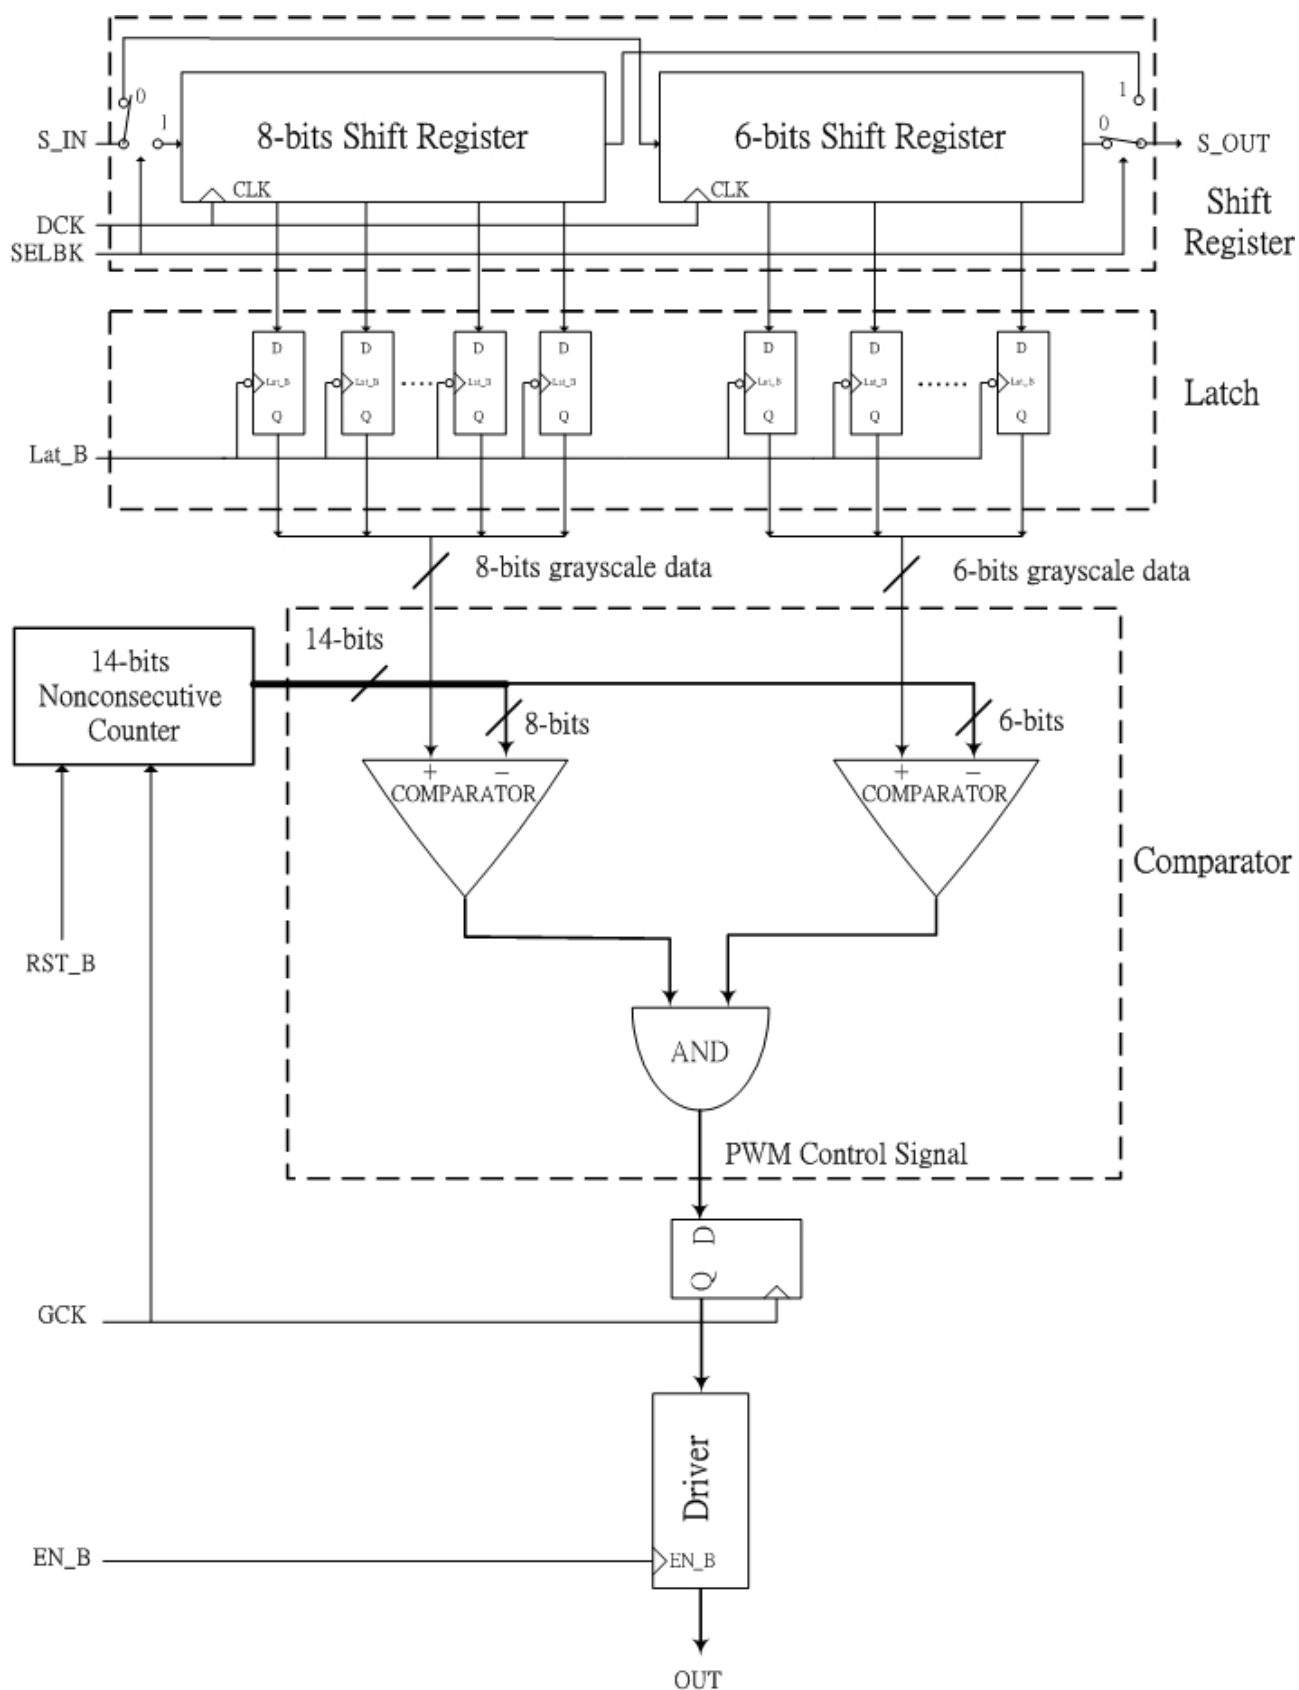 0
1
1
0
S_IN
8-bits Shift Register
6-bits Shift Register
S_OUT
CLK
CLK
DCK
SELBK
Shift
Register
D
D
D
D
D
D
D
Lat_B
Lat_B
......
Lat_B
Lat_B
Lat_B
Lat_B
......
Lat_B
Q
Q
Q
Q
Q
Q
Q
Latch
Lat_B
8-bits grayscale data
6-bits grayscale data
14-bits
Nonconsecutive
Counter
14-bits
8-bits
6-bits
+ −
COMPARATOR
+ −
COMPARATOR
Comparator
RST_B
AND
PWM Control Signal
D
Q
GCK
Driver
EN_B
EN_B
OUT